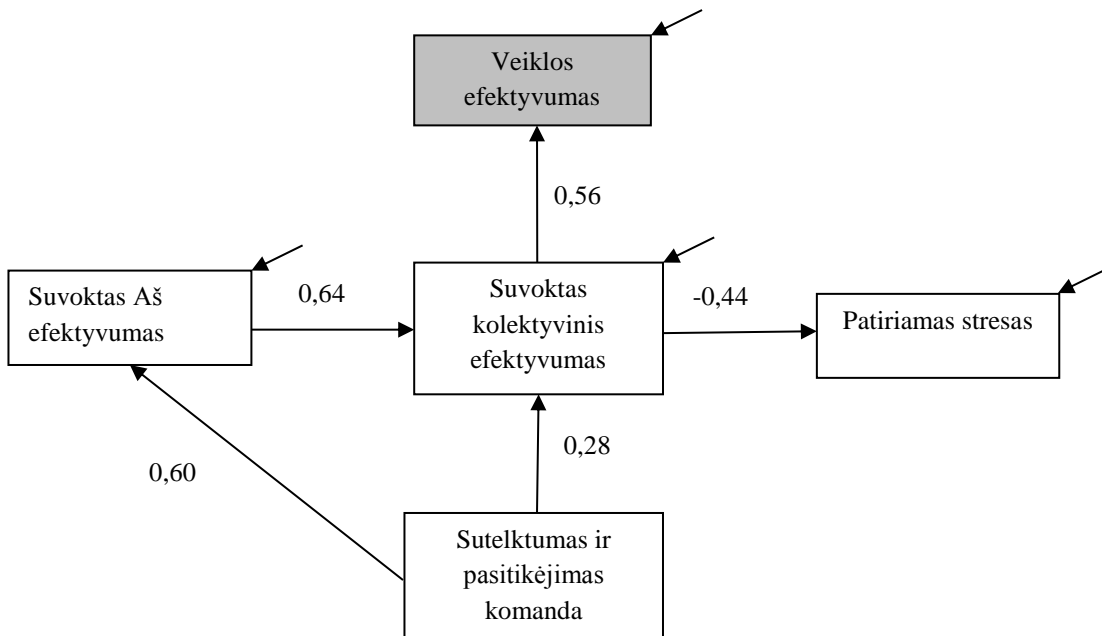 Veiklos
efektyvumas
0,56
Suvoktas Aš
efektyvumas
0,64
Suvoktas
kolektyvinis
efektyvumas
-0,44
Patiriamas stresas
0,60
0,28
Sutelktumas ir
pasitikėjimas
komanda